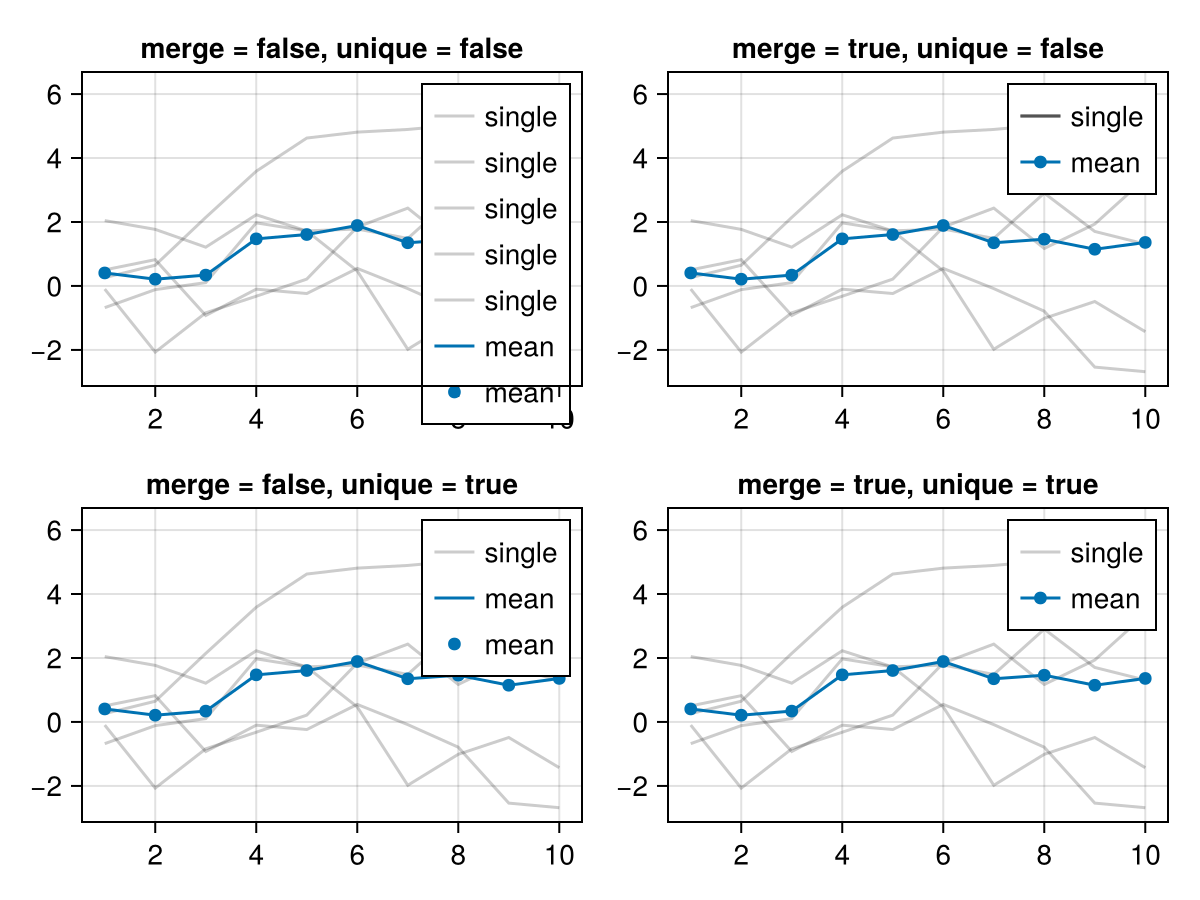 merge = false, unique = false
6
4
2
0
−2
2
4
6
8
10
single
single
single
single
single
mean
mean
merge = true, unique = false
6
4
2
0
−2
2
4
6
8
10
single
mean
merge = false, unique = true
6
4
2
0
−2
2
4
6
8
10
single
mean
mean
merge = true, unique = true
6
4
2
0
−2
2
4
6
8
10
single
mean